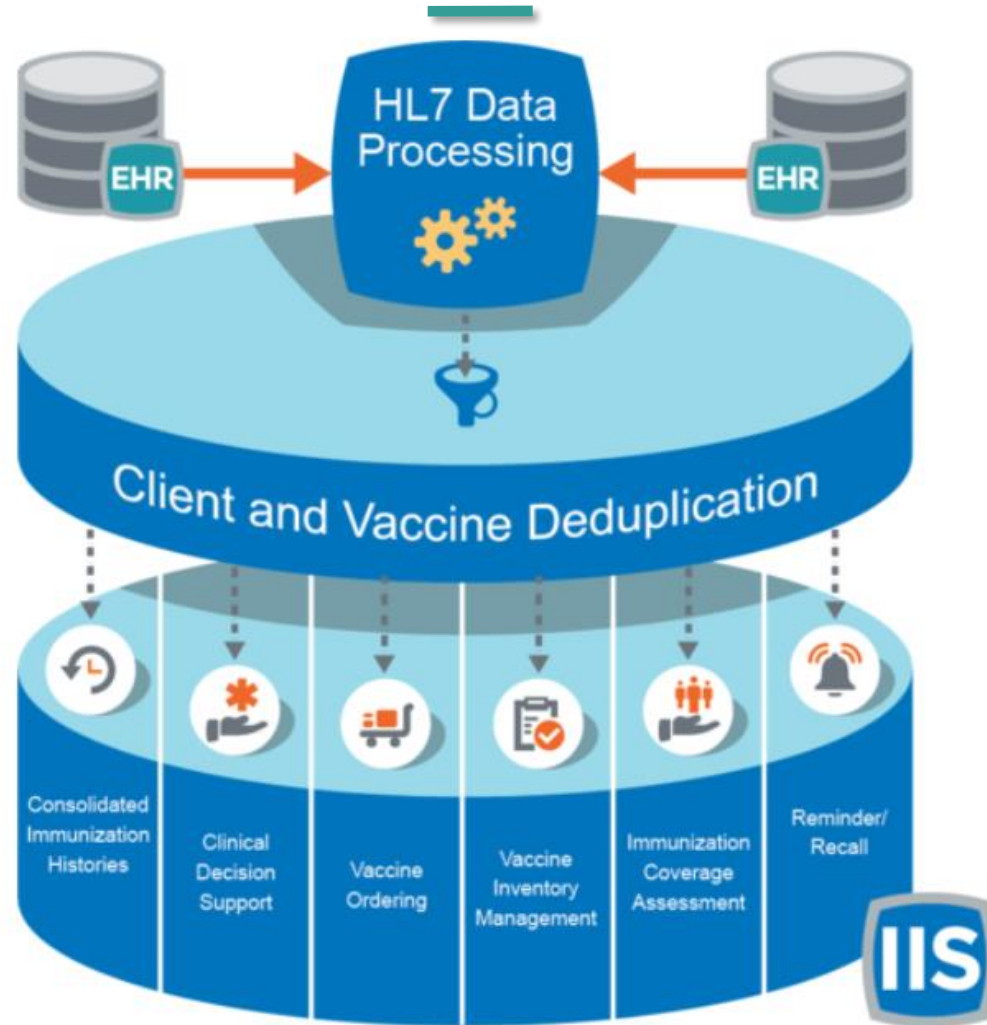 HL7 Data
Processing
EHR
EHR
Client and Vaccine Deduplication
Consolidated
Immunization
Histories
Clinical
Decision
Support
Vaccine
Ordering
Vaccine
Inventory
Management
Immunization
Coverage
Assessment
Reminder/
Recall
IIS